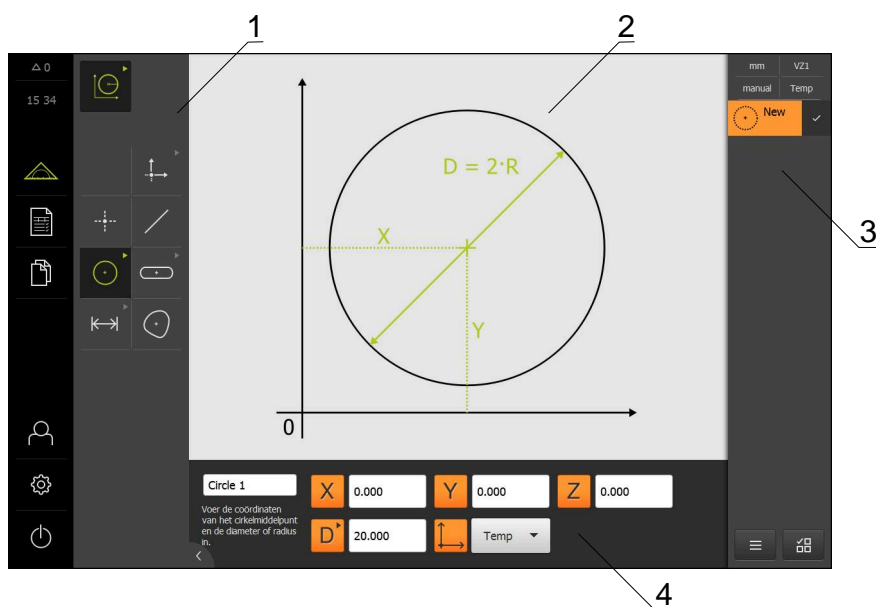 1
2
△ 0
15 34
mm VZ1
manual Temp
New
3
D = 2·R
X
Y
0
Circle 1
Voer de coördinaten
van het cirkelmiddelpunt
en de diameter of radius
in.
X 0.000 Y 0.000 Z 0.000
D 20.000 Temp
4